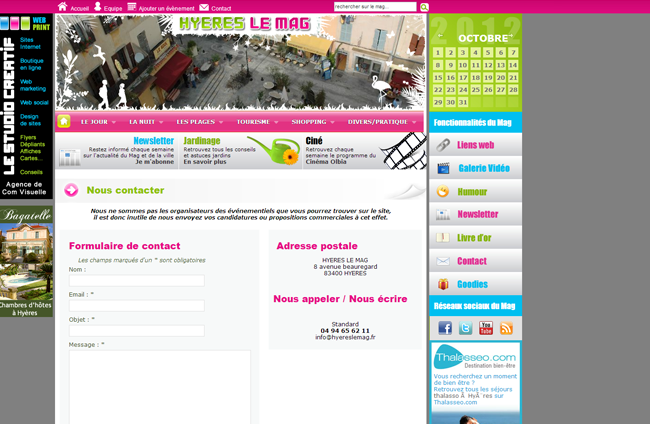 Accueil Equipe Ajouter un évènement Contact
rechercher sur le mag...
WEB
PRINT
LE STUDIO CREATIF
Sites
Internet
Boutique
en ligne
Web
marketing
Web social
Design
de sites
Flyers
Dépliants
Affiches
Cartes...
Conseils
Agence de
Com Visuelle
Bagatelle
Chambres d'hôtes
à Hyères
HYERES LE MAG
LE JOUR LA NUIT LES PLAGES TOURISME SHOPPING DIVERS/PRATIQUE
Newsletter
Restez informé chaque semaine
sur l'actualité du Mag et de la ville
Je m'abonne
Jardinage
Retrouvez tous les conseils
et astuces jardins
En savoir plus
Ciné
Retrouvez chaque
semaine le programme du
Cinéma Olbia
Nous contacter
Nous ne sommes pas les organisateurs des événementiels que vous pourrez trouver sur le site,
il est donc inutile de nous envoyez vos candidatures ou propositions commerciales à cet effet.
Formulaire de contact
Les champs marqués d'un * sont obligatoires
Nom :
Email : *
Objet : *
Message : *
Adresse postale
HYERES LE MAG
8 avenue beauregard
83400 HYERES
Nous appeler / Nous écrire
Standard
04 94 65 62 11
info@hyereslemag.fr
2012
OCTOBRE
1 2 3 4 5 6 7
8 9 10 11 12 13 14
15 16 17 18 19 20 21
22 23 24 25 26 27 28
29 30 31
Fonctionnalités du Mag
Liens web
Galerie Vidéo
Humour
Newsletter
Livre d'or
Contact
Goodies
Réseaux sociaux du Mag
You
Tube
Thalasseo.com
Destination bien-être
Vous recherchez un moment
de bien être ?
Retrouvez tous les séjours
thalasso Ã HyÃ¨res sur
Thalasseo.com